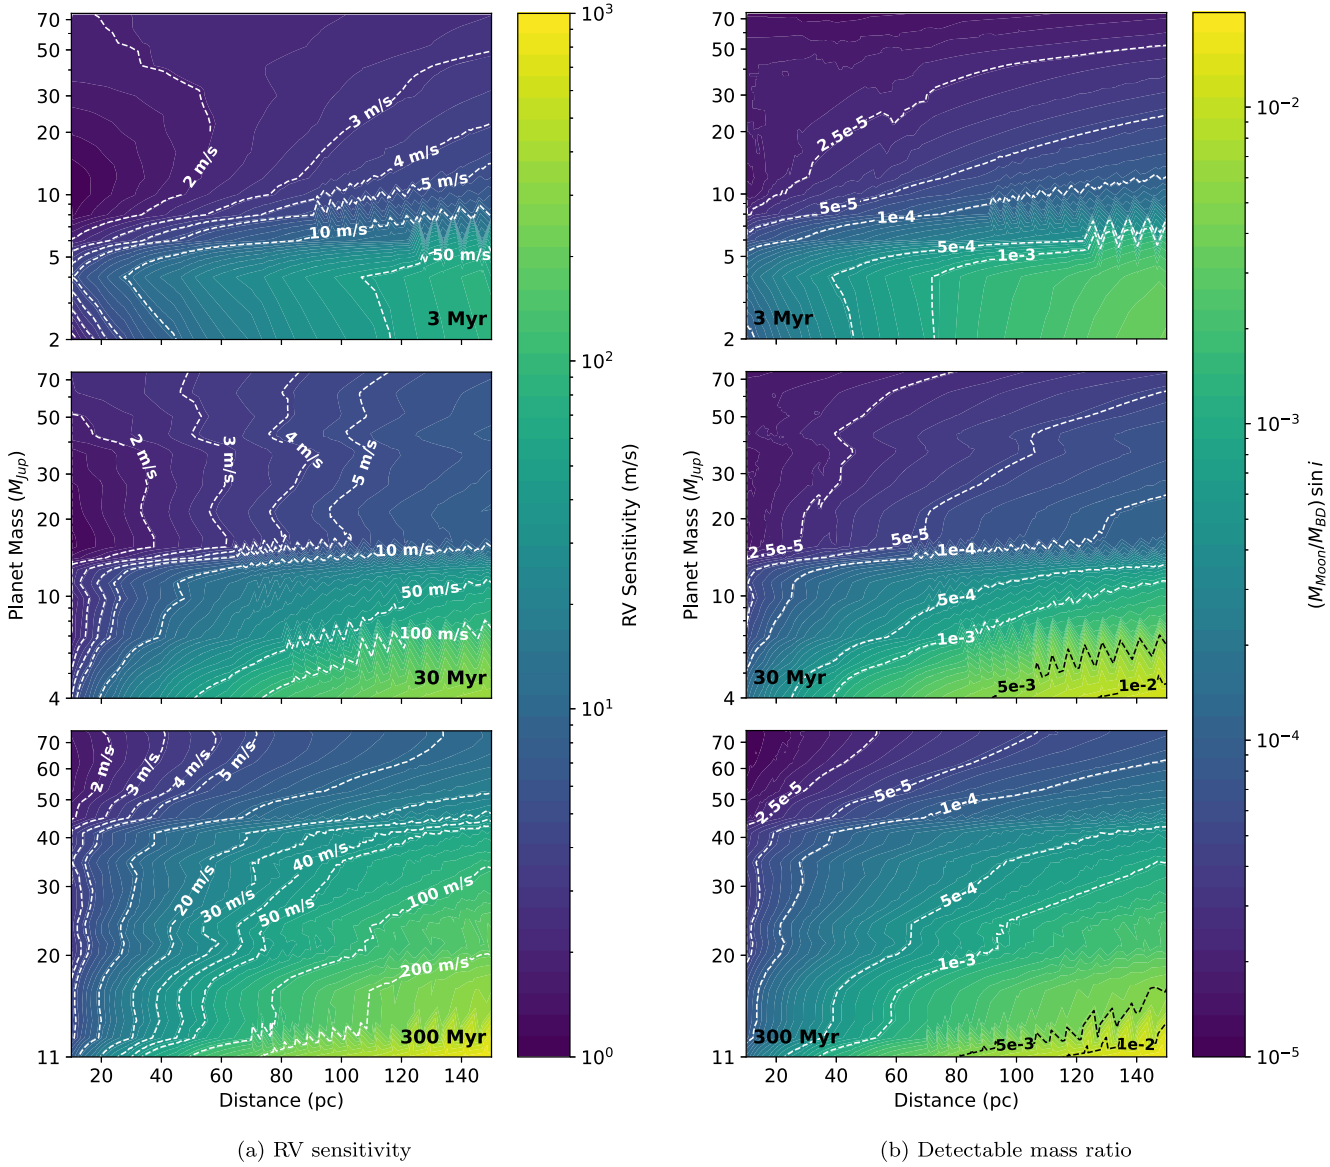 70
50
30
20
10
5
2
2 m/s
3 m/s
4 m/s
5 m/s
10 m/s
50 m/s
3 Myr
70
50
30
20
10
4
Planet Mass (M_Jup)
2 m/s
3 m/s
4 m/s
5 m/s
10 m/s
50 m/s
100 m/s
30 Myr
70
60
50
40
30
20
11
2 m/s
3 m/s
4 m/s
5 m/s
20 m/s
30 m/s
40 m/s
50 m/s
100 m/s
200 m/s
300 Myr
20 40 60 80 100 120 140
Distance (pc)
10^3
10^2
10^1
10^0
RV Sensitivity (m/s)
(a) RV sensitivity
70
50
30
20
10
5
2
2.5e-5
5e-5
1e-4
5e-4
1e-3
3 Myr
70
50
30
20
10
4
Planet Mass (M_Jup)
2.5e-5
5e-5
1e-4
5e-4
1e-3
5e-3
1e-2
30 Myr
70
60
50
40
30
20
11
2.5e-5
5e-5
1e-4
5e-4
1e-3
5e-3
1e-2
300 Myr
20 40 60 80 100 120 140
Distance (pc)
10^−2
10^−3
10^−4
10^−5
(M_Moon/M_BD) sin i
(b) Detectable mass ratio